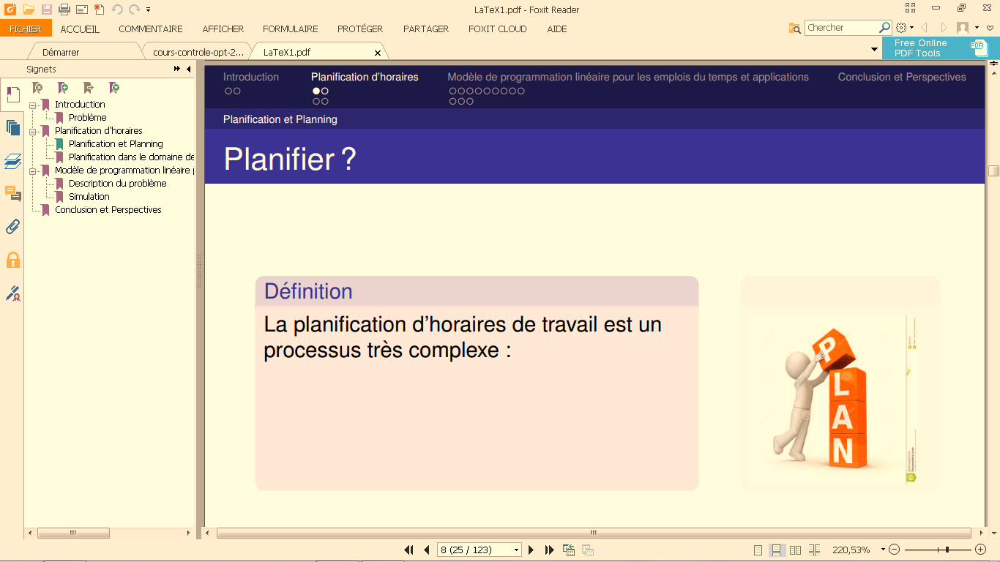 LaTeX1.pdf - Foxit Reader
FICHIER ACCUEIL COMMENTAIRE AFFICHER FORMULAIRE PROTÉGER PARTAGER FOXIT CLOUD AIDE Chercher
Démarrer cours-controle-opt-2... LaTeX1.pdf
Free Online
PDF Tools
PDF
Signets
Introduction
Problème
Planification d'horaires
Planification et Planning
Planification dans le domaine de
Modèle de programmation linéaire p
Description du problème
Simulation
Conclusion et Perspectives
Introduction Planification d'horaires Modèle de programmation linéaire pour les emplois du temps et applications Conclusion et Perspectives
Planification et Planning
Planifier ?
Définition
La planification d'horaires de travail est un
processus très complexe :
P
L
A
N
8 (25 / 123)
220,53%